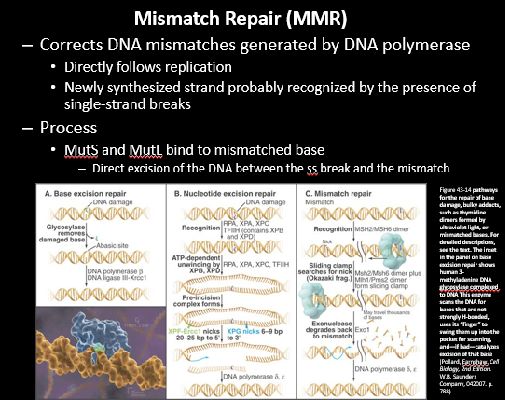 Mismatch Repair (MMR)
– Corrects DNA mismatches generated by DNA polymerase
• Directly follows replication
• Newly synthesized strand probably recognized by the presence of
single-strand breaks
– Process
• MutS and MutL bind to mismatched base
– Direct excision of the DNA between the ss break and the mismatch
A. Base excision repair
DNA damage
Glycosylase
removes
damaged base
Abasic site
DNA polymerase β
DNA ligase III-Xrcc1
B. Nucleotide excision repair
DNA damage
Recognition
RPA, XPA, XPC
TFIIH (contains XPB
and XPD)
ATP-dependent
unwinding by
XPB, XPD
RPA, XPA, XPC, TFIIH
Pre-incision
complex forms
XPF-Ercc1 nicks
20-26 bp to 5'
XPG nicks 6-9 bp
to 3'
DNA polymerase δ, ε
C. Mismatch repair
Mismatch
Recognition
Msh2/Msh6 dimer
Sliding clamp
searches for nick
(Okazaki frag.)
Msh2/Msh6 dimer plus
Mlh1/Pms2 dimer
form sliding clamp
May travel thousands
of bases
Exonuclease
degrades back
to mismatch
Exo1
DNA polymerase δ, ε
Figure 43-14 pathways
for the repair of base
damage, bulky adducts,
such as thymidine
dimers formed by
ultraviolet light, or
mismatched bases. For
detailed descriptions,
see the text. The inset
in the panel on base
excision repair shows
human 3-
methyladenine DNA
glycosylase complexed
to DNA This enzyme
scans the DNA for
bases that are not
strongly H-bonded,
uses its "finger" to
swing them up into the
pocket for scanning,
and—if bad—catalyzes
excision of that base
(Pollard, Earnshaw, Cell
Biology, 2nd Edition.
W.B. Saunders
Company, 042007. p.
783)